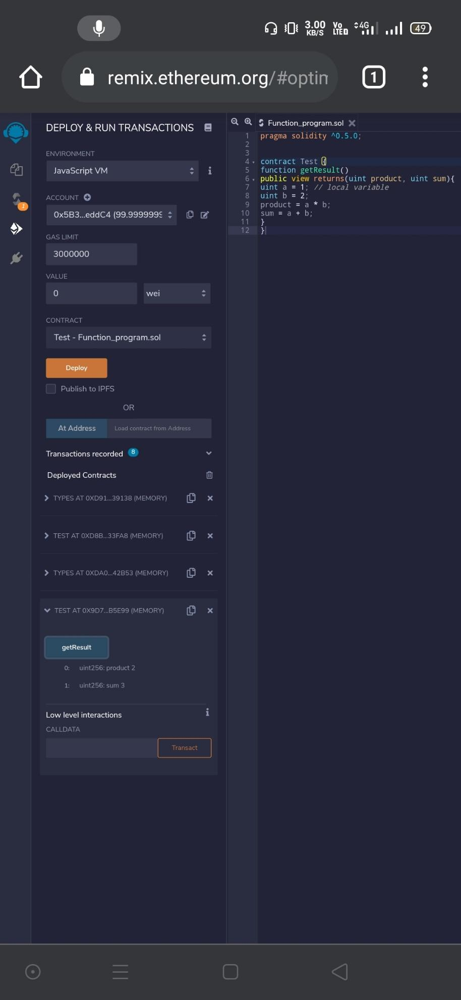 3.00
KB/S
Vo
LTE
4G
49
remix.ethereum.org/#optim
1
DEPLOY & RUN TRANSACTIONS
ENVIRONMENT
JavaScript VM
ACCOUNT
0x5B3...eddC4 (99.9999999
GAS LIMIT
3000000
VALUE
0
wei
CONTRACT
Test - Function_program.sol
Deploy
Publish to IPFS
OR
At Address
Load contract from Address
Transactions recorded 8
Deployed Contracts
TYPES AT 0XD91...39138 (MEMORY)
TEST AT 0XD8B...33FA8 (MEMORY)
TYPES AT 0XDA0...42B53 (MEMORY)
TEST AT 0X9D7...B5E99 (MEMORY)
getResult
0: uint256: product 2
1: uint256: sum 3
Low level interactions
CALLDATA
Transact
1
Function_program.sol
1 pragma solidity ^0.5.0;
2
3
4 contract Test {
5 function getResult()
6 public view returns(uint product, uint sum){
7 uint a = 1; // local variable
8 uint b = 2;
9 product = a * b;
10 sum = a + b;
11 }
12 }